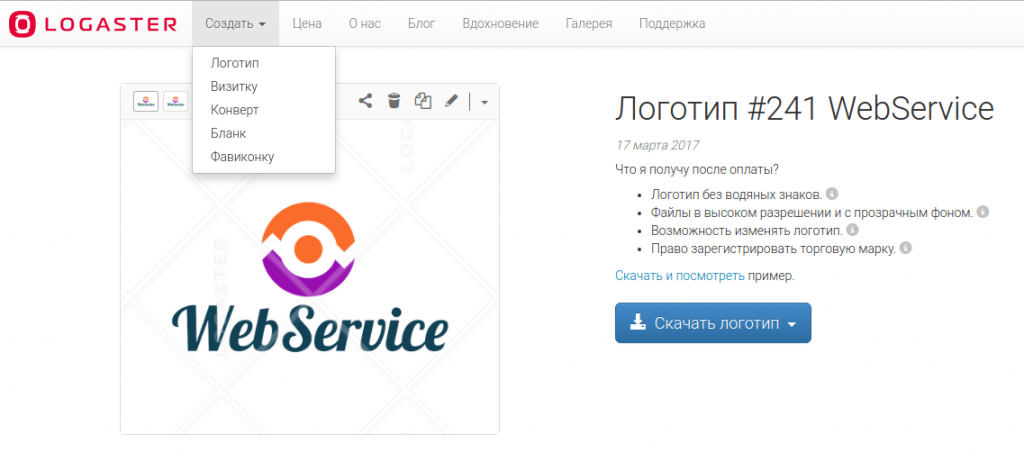 LOGASTER Создать Цена О нас Блог Вдохновение Галерея Поддержка
Логотип
Визитку
Конверт
Бланк
Фавиконку
WebService
Логотип #241 WebService
17 марта 2017
Что я получу после оплаты?
Логотип без водяных знаков.
Файлы в высоком разрешении и с прозрачным фоном.
Возможность изменять логотип.
Право зарегистрировать торговую марку.
Скачать и посмотреть пример.
Скачать логотип
LOGASTER